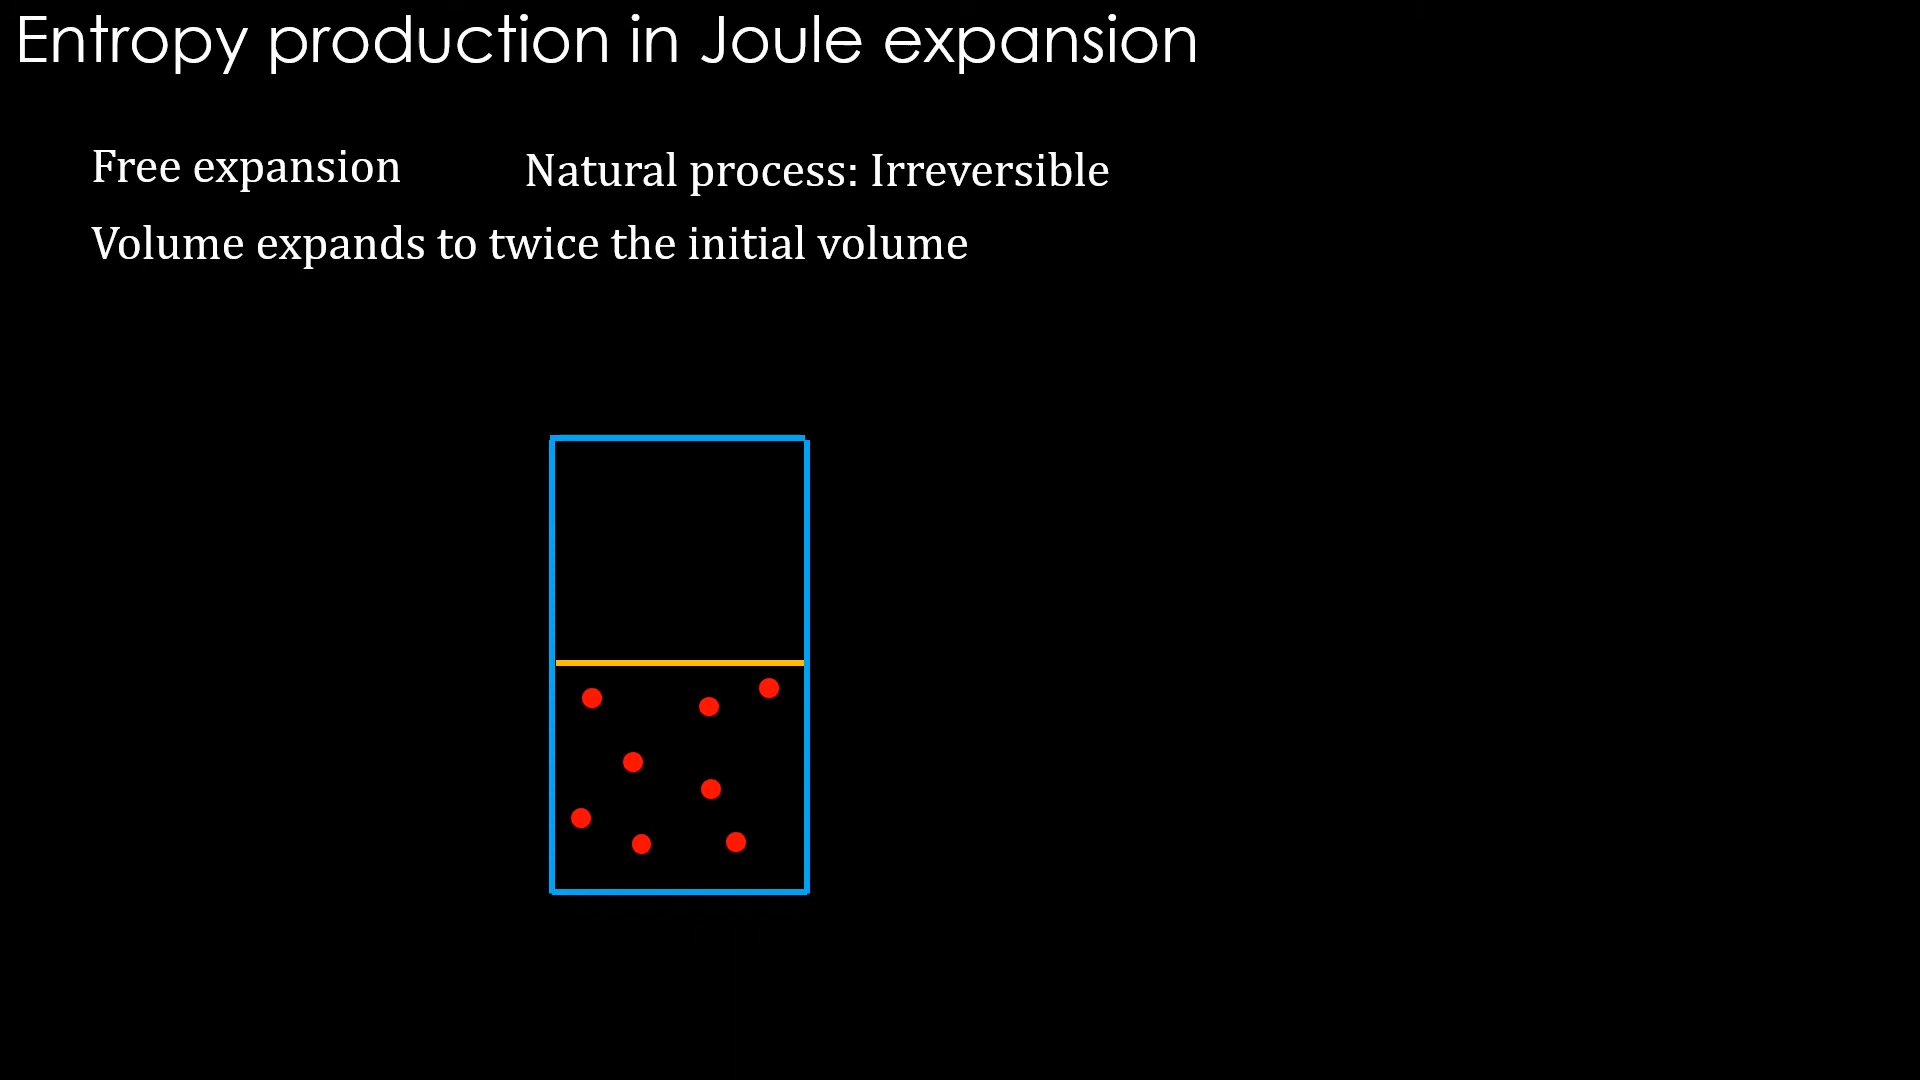 Entropy production in Joule expansion
Free expansion
Natural process: Irreversible
Volume expands to twice the initial volume